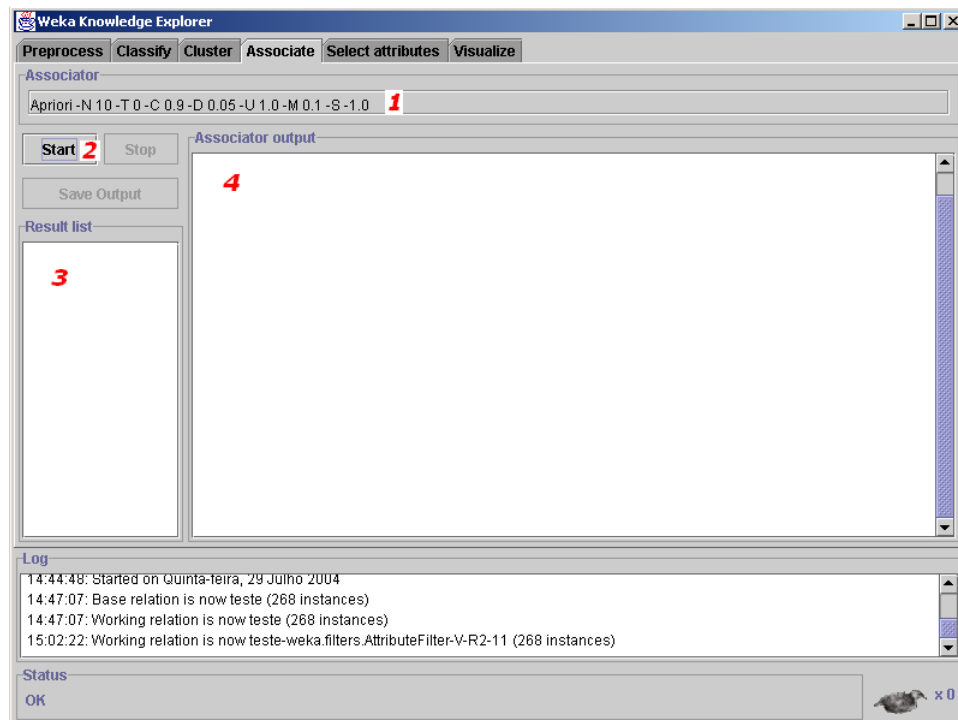 Weka Knowledge Explorer
Preprocess Classify Cluster Associate Select attributes Visualize
Associator
Apriori -N 10 -T 0 -C 0.9 -D 0.05 -U 1.0 -M 0.1 -S -1.0 1
Start 2 Stop
Save Output
Result list
3
Associator output
4
Log
14:44:48: Started on Quinta-feira, 29 Julho 2004
14:47:07: Base relation is now teste (268 instances)
14:47:07: Working relation is now teste (268 instances)
15:02:22: Working relation is now teste-weka.filters.AttributeFilter-V-R2-11 (268 instances)
Status
OK
x 0